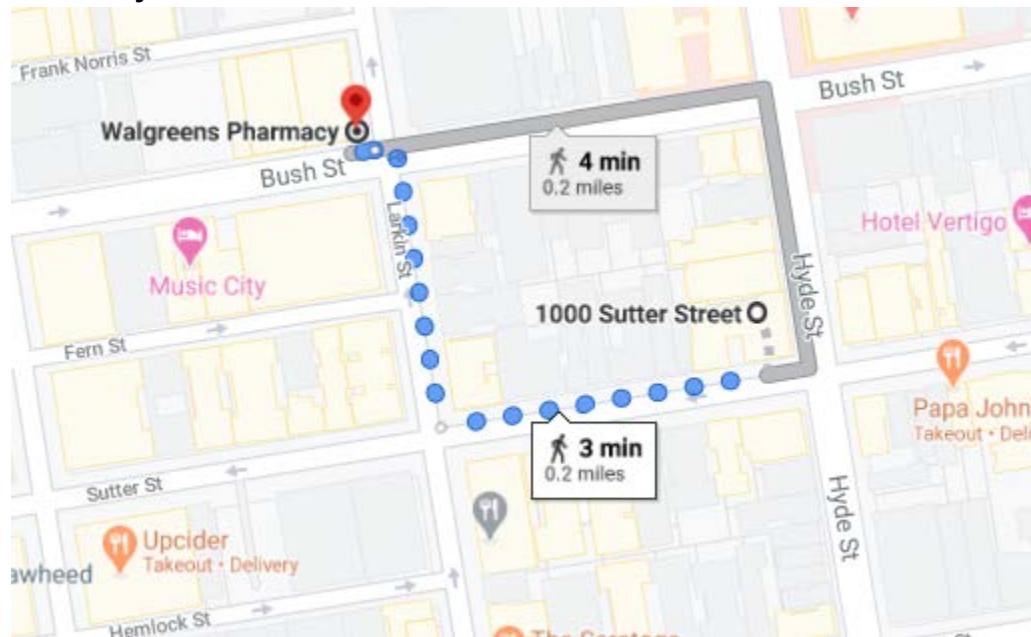 Frank Norris St
Bush St
Walgreens Pharmacy
4 min
0.2 miles
Bush St
Larkin St
Hotel Vertigo
Music City
Hyde St
1000 Sutter Street
Fern St
Papa John
Takeout • Deli
3 min
0.2 miles
Sutter St
Hyde St
Upcider
Takeout • Delivery
awheed
Hemlock St
The Saratoga